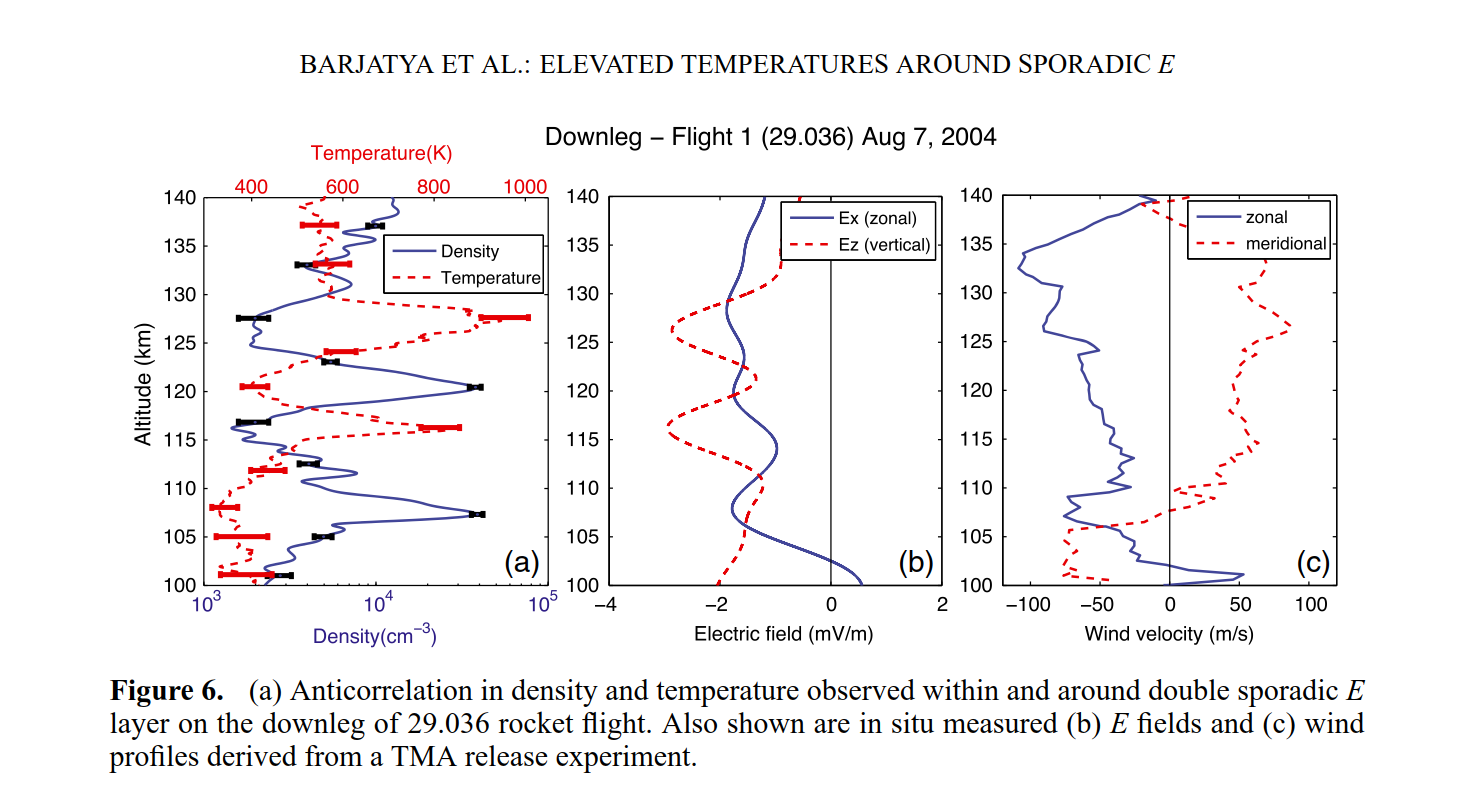 BARJATYA ET AL.: ELEVATED TEMPERATURES AROUND SPORADIC E
Downleg − Flight 1 (29.036) Aug 7, 2004
Temperature(K)
400 600 800 1000
140
135
130
125
120
115
110
105
100
Altitude (km)
Density
Temperature
(a)
10³ 10⁴ 10⁵
Density(cm⁻³)
140
135
130
125
120
115
110
105
100
Ex (zonal)
Ez (vertical)
(b)
−4 −2 0 2
Electric field (mV/m)
140
135
130
125
120
115
110
105
100
zonal
meridional
(c)
−100 −50 0 50 100
Wind velocity (m/s)
Figure 6. (a) Anticorrelation in density and temperature observed within and around double sporadic E
layer on the downleg of 29.036 rocket flight. Also shown are in situ measured (b) E fields and (c) wind
profiles derived from a TMA release experiment.